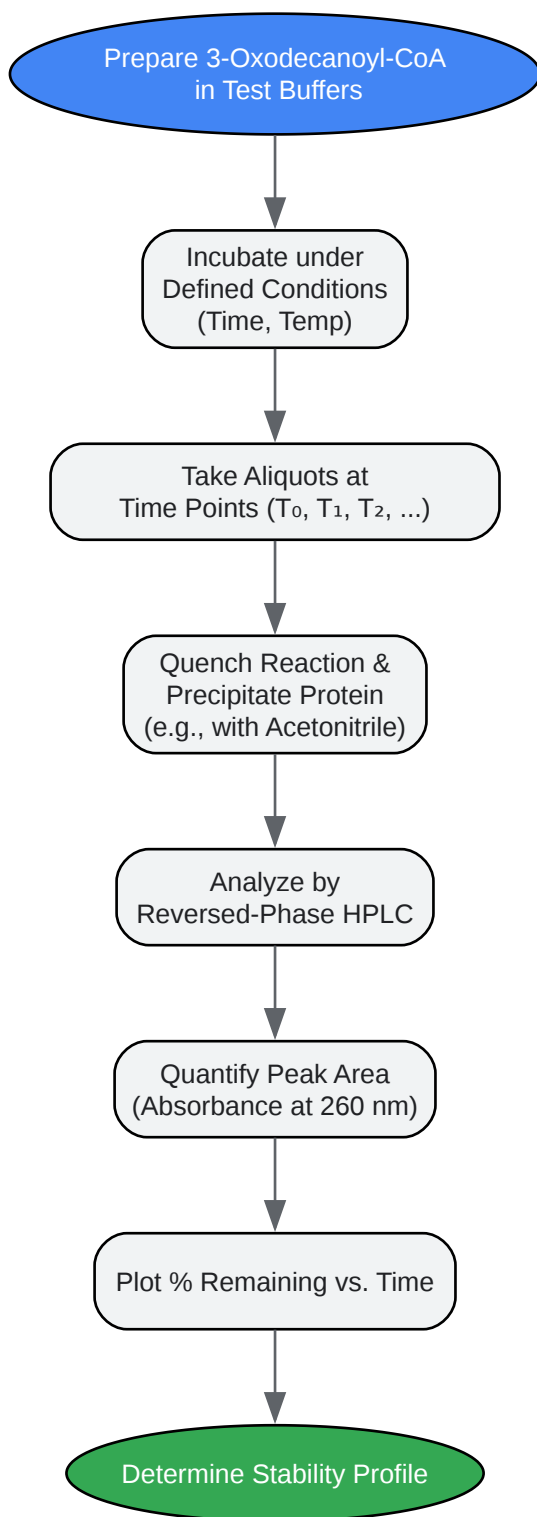 Prepare 3-Oxodecanoyl-CoA
in Test Buffers
Incubate under
Defined Conditions
(Time, Temp)
Take Aliquots at
Time Points (T₀, T₁, T₂, ...)
Quench Reaction &
Precipitate Protein
(e.g., with Acetonitrile)
Analyze by
Reversed-Phase HPLC
Quantify Peak Area
(Absorbance at 260 nm)
Plot % Remaining vs. Time
Determine Stability Profile